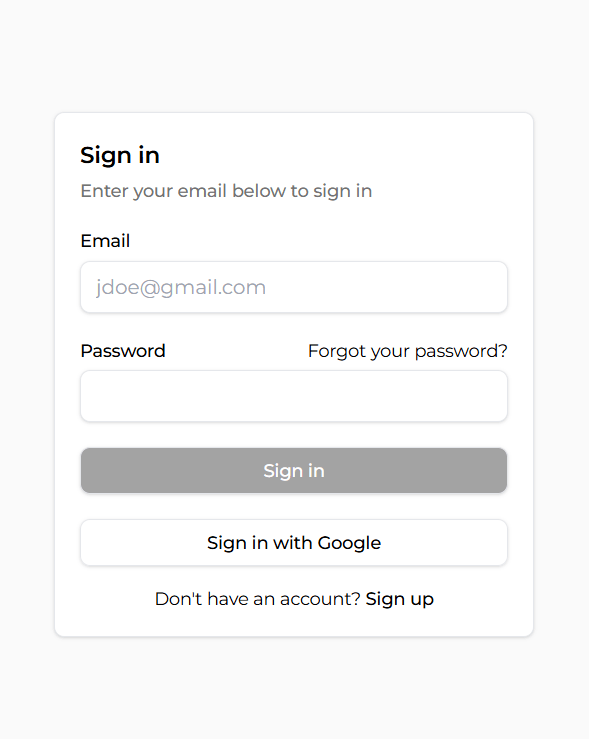 Sign in
Enter your email below to sign in
Email
jdoe@gmail.com
Password Forgot your password?
Sign in
Sign in with Google
Don't have an account? Sign up